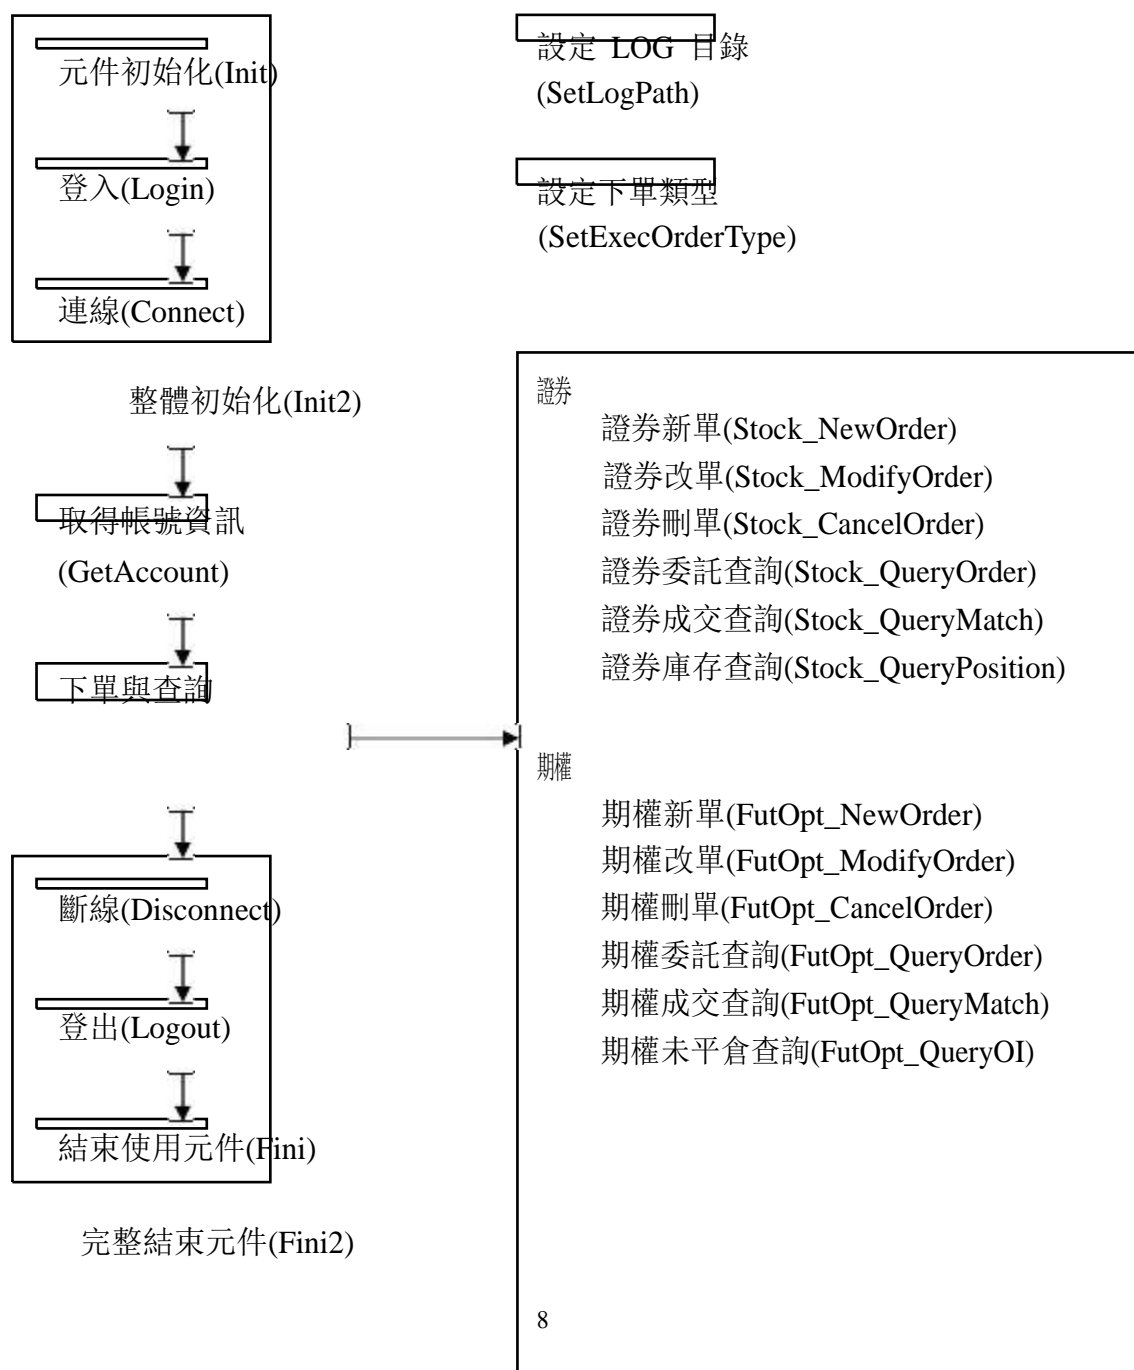 元件初始化(Init)
登入(Login)
連線(Connect)
整體初始化(Init2)
取得帳號資訊
(GetAccount)
下單與查詢
斷線(Disconnect)
登出(Logout)
結束使用元件(Fini)
完整結束元件(Fini2)
設定 LOG 目錄
(SetLogPath)
設定下單類型
(SetExecOrderType)
證券
證券新單(Stock_NewOrder)
證券改單(Stock_ModifyOrder)
證券刪單(Stock_CancelOrder)
證券委託查詢(Stock_QueryOrder)
證券成交查詢(Stock_QueryMatch)
證券庫存查詢(Stock_QueryPosition)
期權
期權新單(FutOpt_NewOrder)
期權改單(FutOpt_ModifyOrder)
期權刪單(FutOpt_CancelOrder)
期權委託查詢(FutOpt_QueryOrder)
期權成交查詢(FutOpt_QueryMatch)
期權未平倉查詢(FutOpt_QueryOI)
8